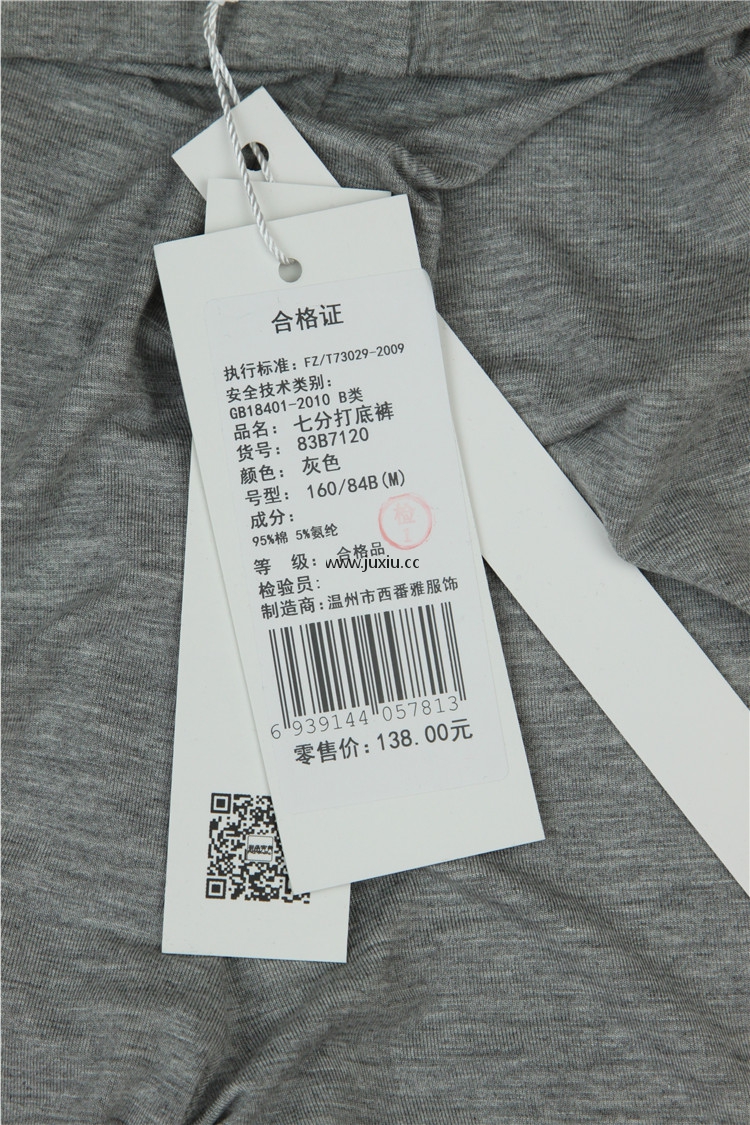 合格证
执行标准：FZ/T73029-2009
安全技术类别：
GB18401-2010 B类
品名：七分打底裤
货号：83B7120
颜色：灰色
号型：160/84B(M)
成分：
95%棉 5%氨纶
检
1
等 级：合格品
www.juxiu.cc
检验员：
制造商：温州市西番雅服饰
6 939144 057813
零售价：138.00元